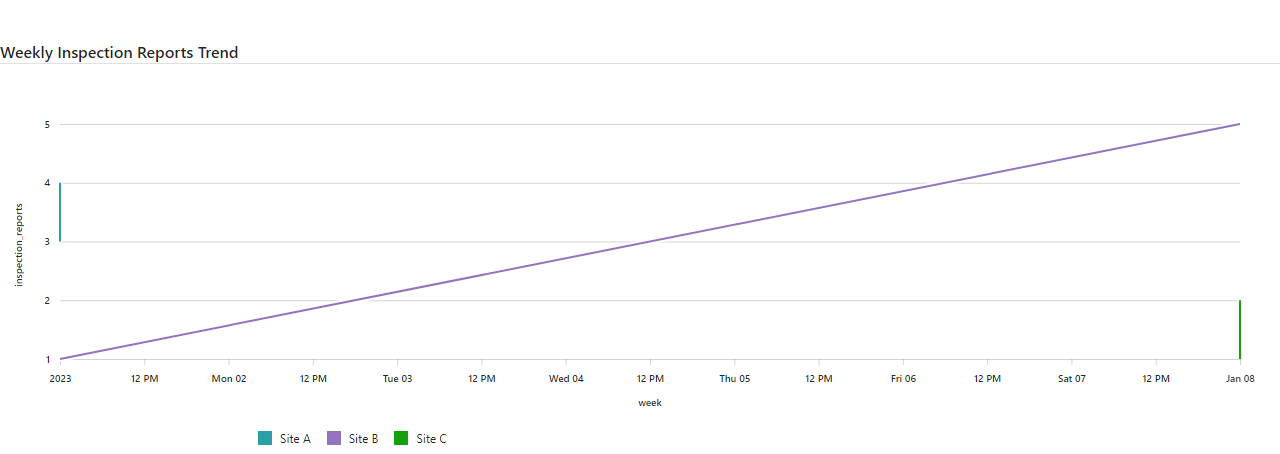 Weekly Inspection Reports Trend
5
4
3
2
1
inspection_reports
2023 12 PM Mon 02 12 PM Tue 03 12 PM Wed 04 12 PM Thu 05 12 PM Fri 06 12 PM Sat 07 12 PM Jan 08
week
Site A Site B Site C